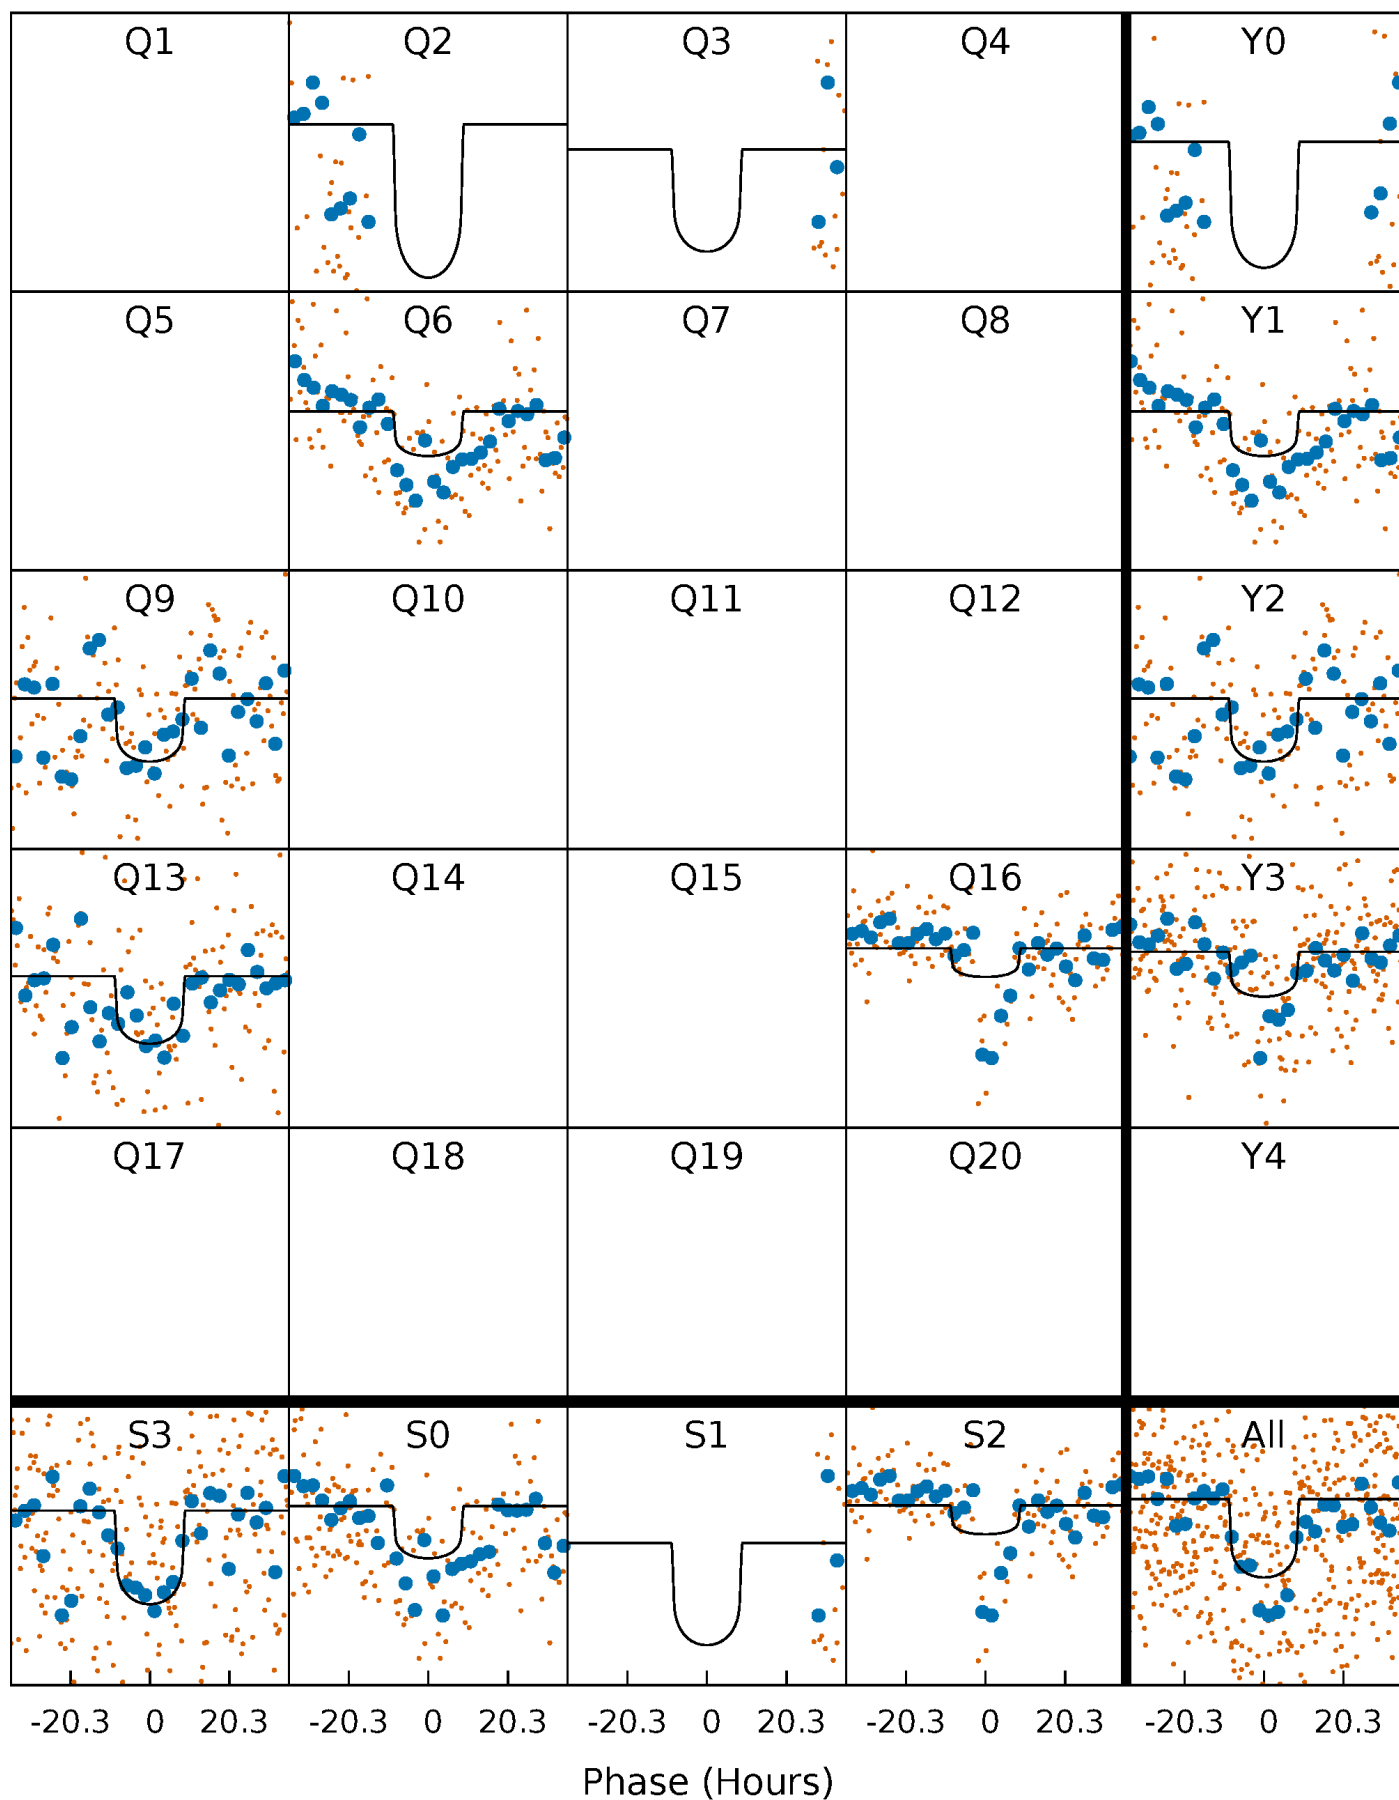 Q1 Q2 Q3 Q4 Y0
Q5 Q6 Q7 Q8 Y1
Q9 Q10 Q11 Q12 Y2
Q13 Q14 Q15 Q16 Y3
Q17 Q18 Q19 Q20 Y4
S3 S0 S1 S2 All
-20.3 0 20.3 -20.3 0 20.3 -20.3 0 20.3 -20.3 0 20.3 -20.3 0 20.3
Phase (Hours)